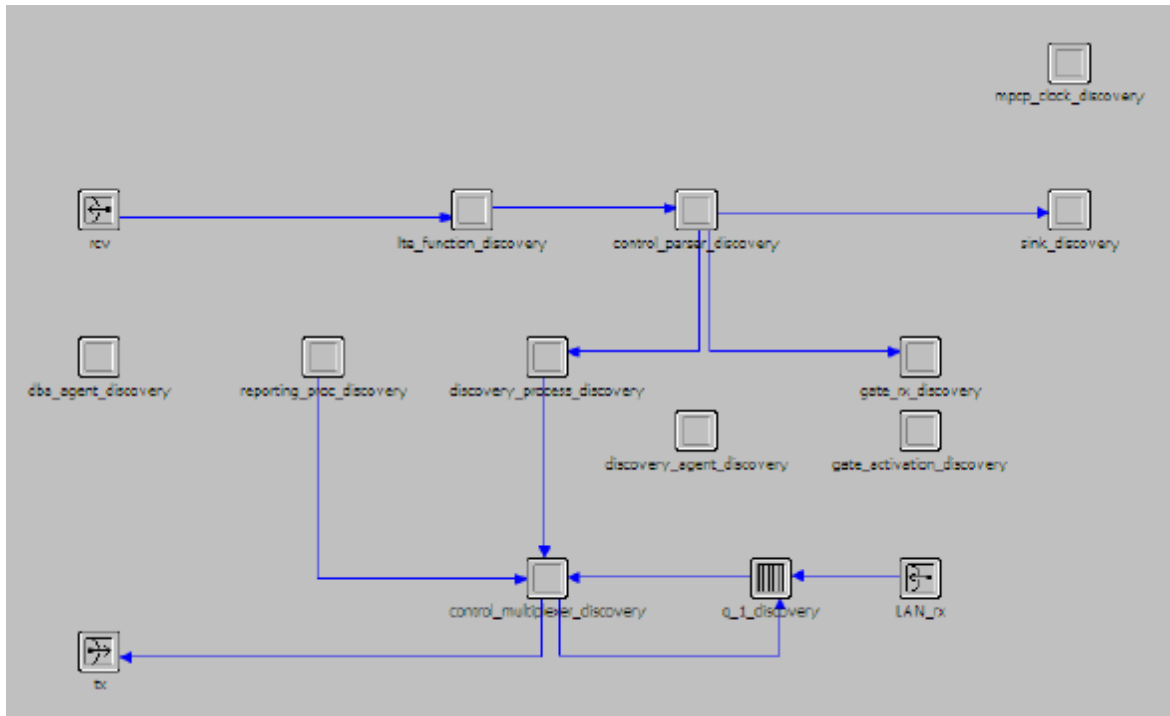 mpcp_clock_discovery
rcv
lte_function_discovery
control_parser_discovery
sink_discovery
dba_agent_discovery
reporting_proc_discovery
discovery_process_discovery
gate_rx_discovery
discovery_agent_discovery
gate_activation_discovery
control_multiplexer_discovery
q_1_discovery
LAN_rx
tx